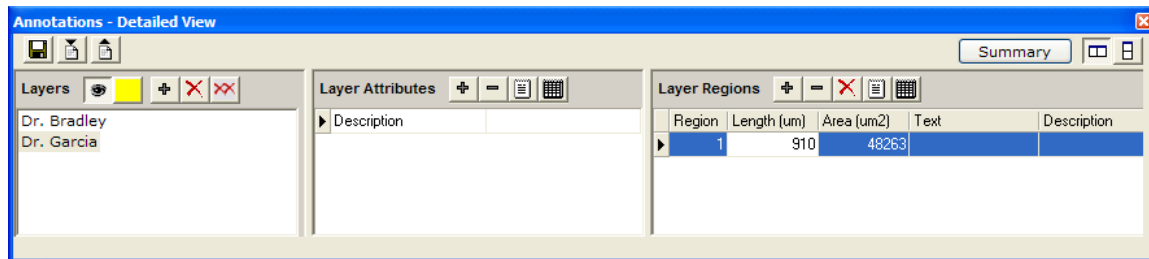 Annotations - Detailed View
Summary
Layers
Layer Attributes
Layer Regions
Dr. Bradley
Dr. Garcia
Description
Region Length (um) Area (um2) Text Description
1 910 48263